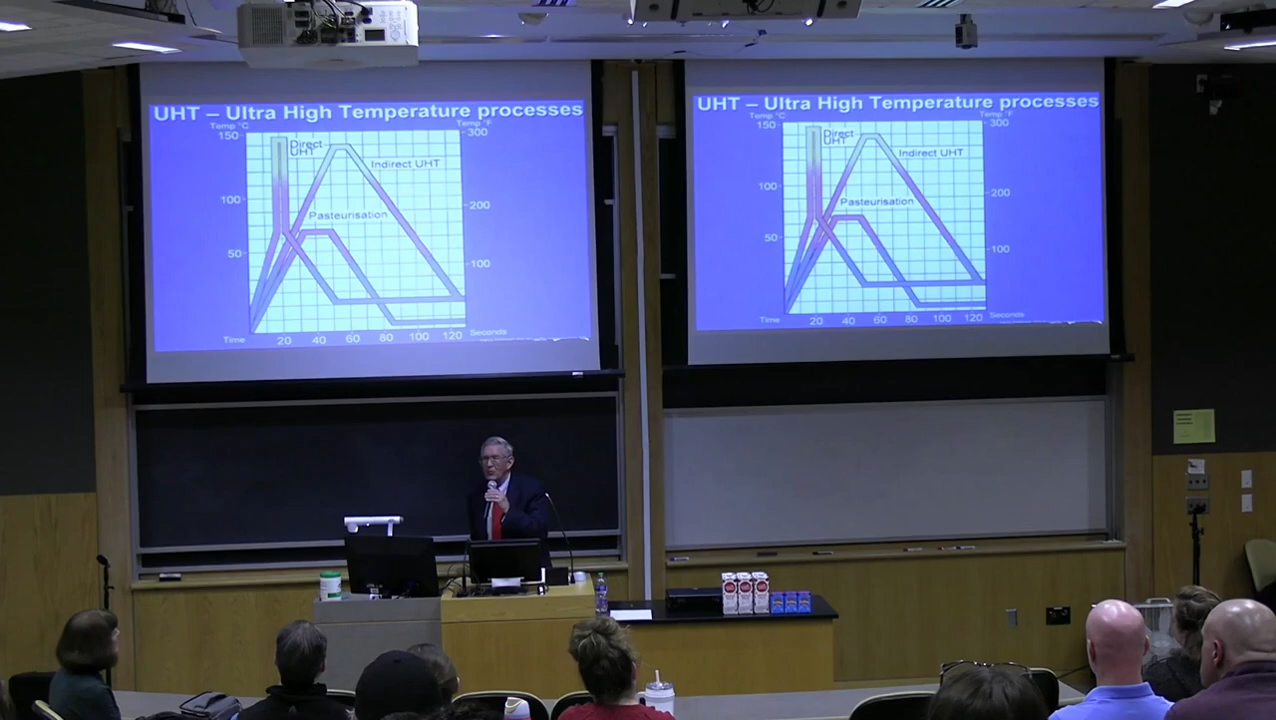 UHT – Ultra High Temperature processes
Temp °C
Temp °F
150
300
Direct
UHT
Indirect UHT
100
200
Pasteurisation
50
100
Time
20 40 60 80 100 120
Seconds
UHT – Ultra High Temperature processes
Temp °C
Temp °F
150
300
Direct
UHT
Indirect UHT
100
200
Pasteurisation
50
100
Time
20 40 60 80 100 120
Seconds